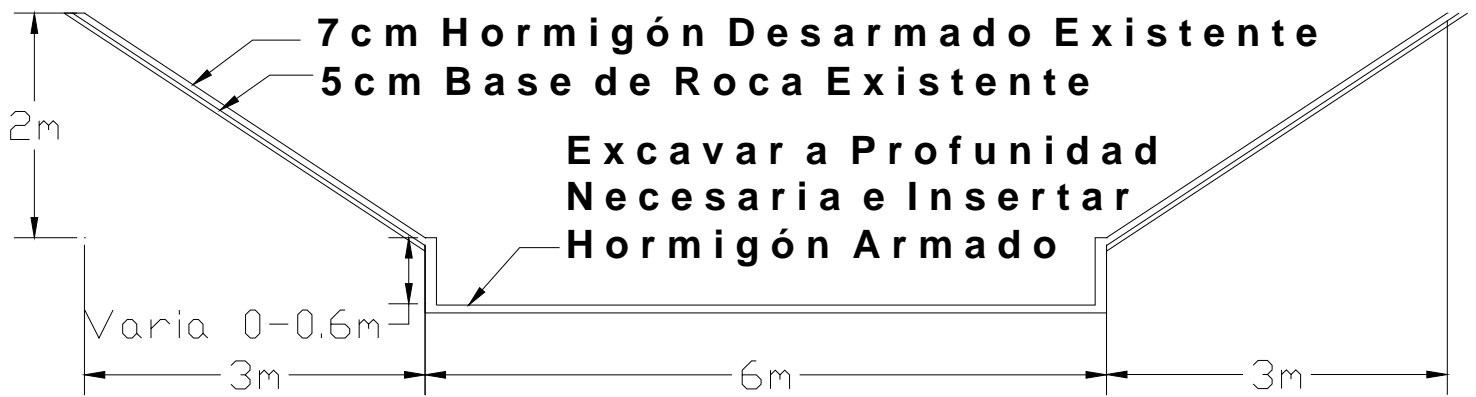 7cm Hormigón Desarmado Existente
5cm Base de Roca Existente
2m
Excavar a Profunidad
Necesaria e Insertar
Hormigón Armado
Varia 0-0.6m
3m
6m
3m